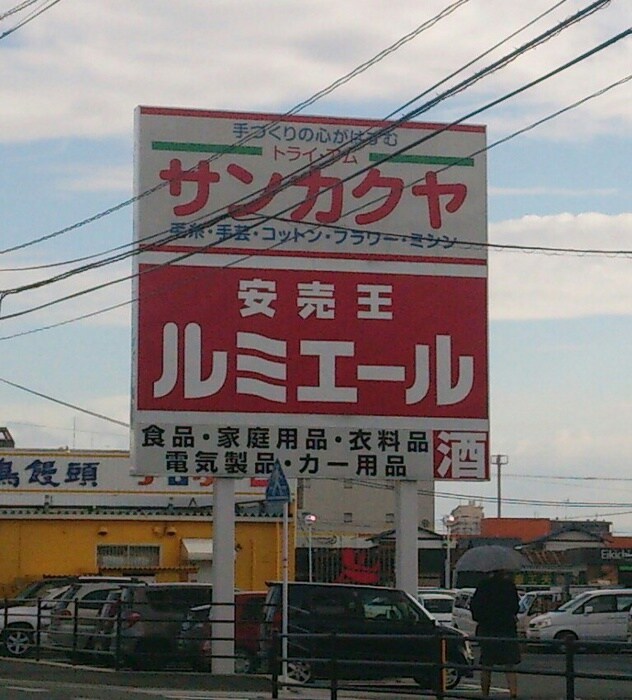 手づくりの心がはずむ
トライ・アム
サンカクヤ
毛糸・手芸・コットン・フラワー・ミシン
安売王
ルミエール
食品・家庭用品・衣料品
電気製品・カー用品
酒
鳥饅頭
Eikich